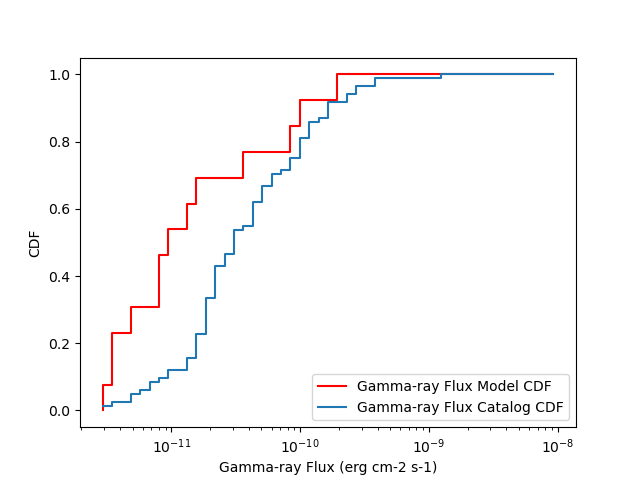 1.0
0.8
0.6
0.4
0.2
0.0
CDF
10⁻¹¹ 10⁻¹⁰ 10⁻⁹ 10⁻⁸
Gamma-ray Flux (erg cm-2 s-1)
Gamma-ray Flux Model CDF
Gamma-ray Flux Catalog CDF